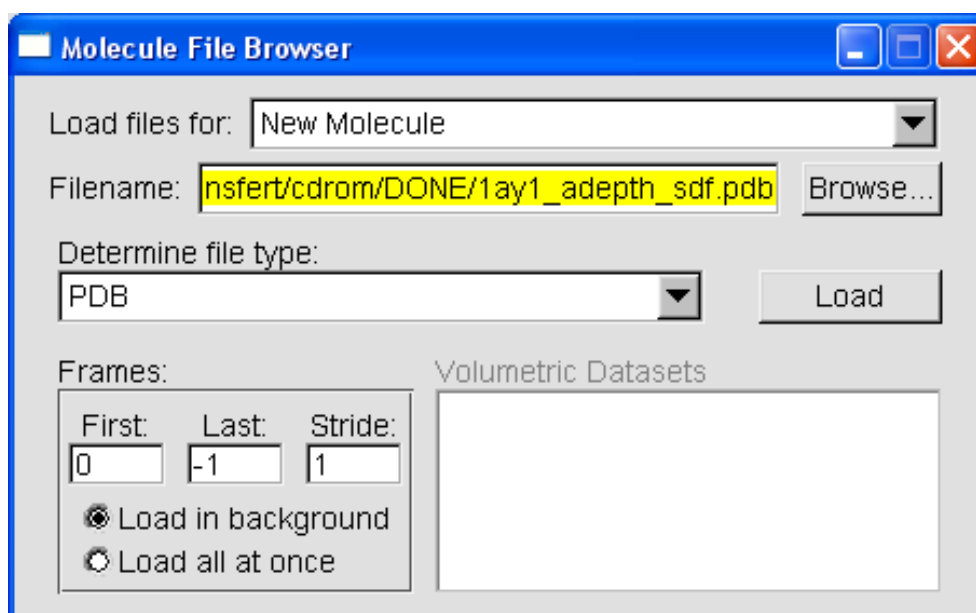 Molecule File Browser
Load files for: New Molecule
Filename: nsfert/cdrom/DONE/1ay1_adepth_sdf.pdb Browse...
Determine file type:
PDB Load
Frames: Volumetric Datasets
First: Last: Stride:
0 -1 1
Load in background
Load all at once